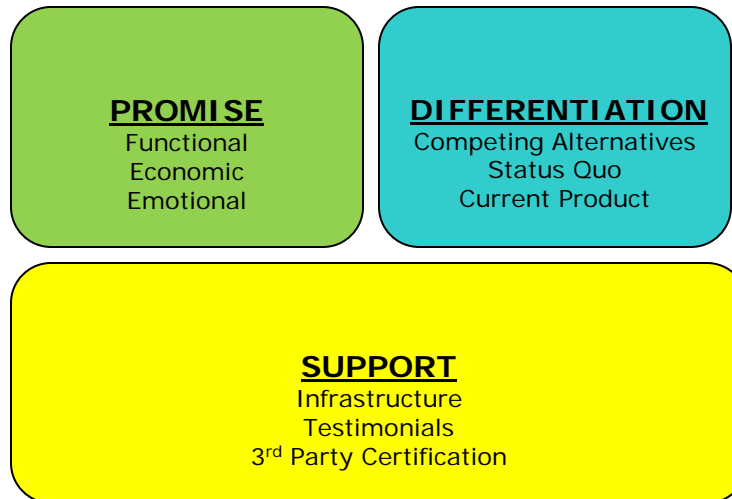 PROMISE
Functional
Economic
Emotional
DIFFERENTIATION
Competing Alternatives
Status Quo
Current Product
SUPPORT
Infrastructure
Testimonials
3rd Party Certification